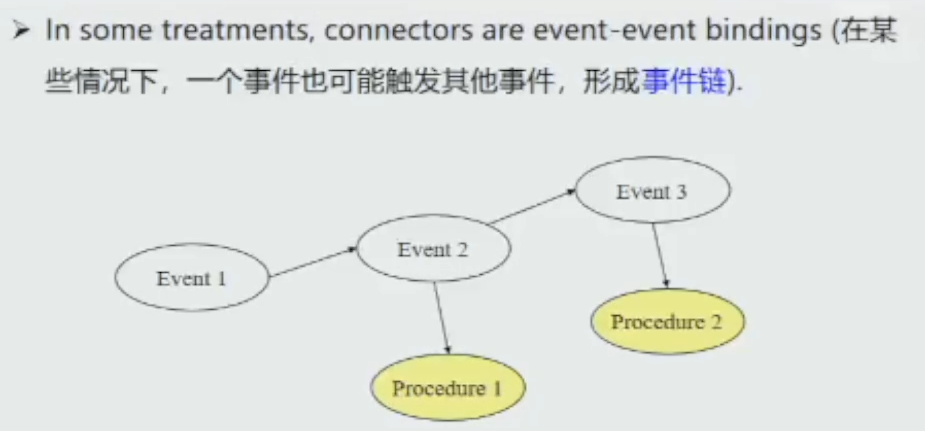 ➢ In some treatments, connectors are event-event bindings (在某
些情况下，一个事件也可能触发其他事件，形成事件链).
Event 3
Event 2
Event 1
Procedure 2
Procedure 1